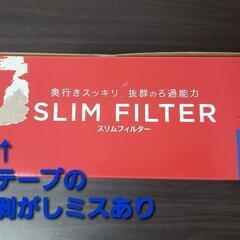 奥行きスッキリ、抜群のろ過能力
SLIM FILTER
スリムフィルター
↑
テープの
剥がしミスあり